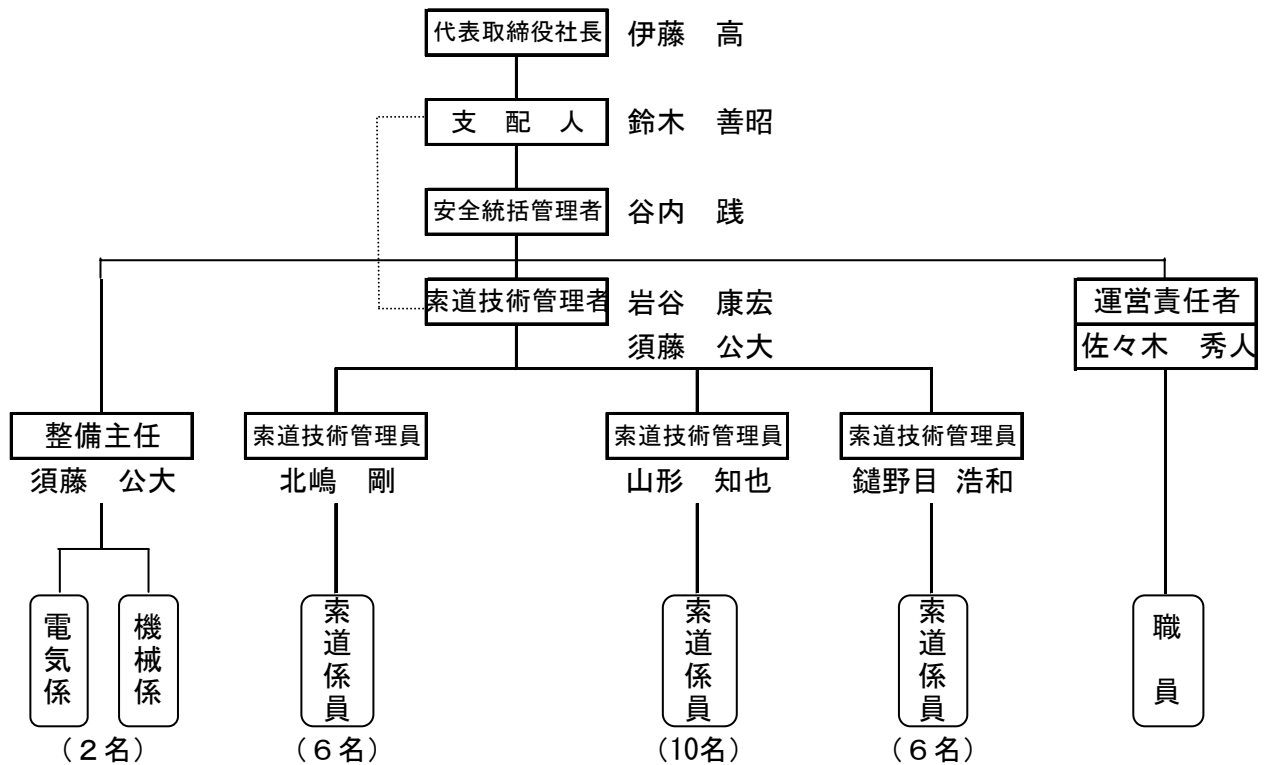 代表取締役社長 伊藤 高
支 配 人 鈴木 善昭
安全統括管理者 谷内 践
索道技術管理者 岩谷 康宏
須藤 公大
運営責任者
佐々木 秀人
整備主任
須藤 公大
索道技術管理員
北嶋 剛
索道技術管理員
山形 知也
索道技術管理員
鑓野目 浩和
電気係
機械係
(2名)
索道係員
(6名)
索道係員
(10名)
索道係員
(6名)
職員